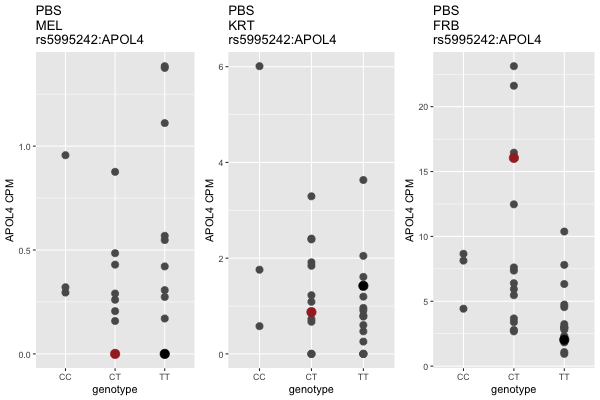 PBS
MEL
rs5995242:APOL4
APOL4 CPM
1.0
0.5
0.0
CC
CT
TT
genotype
PBS
KRT
rs5995242:APOL4
APOL4 CPM
6
4
2
0
CC
CT
TT
genotype
PBS
FRB
rs5995242:APOL4
APOL4 CPM
20
15
10
5
0
CC
CT
TT
genotype